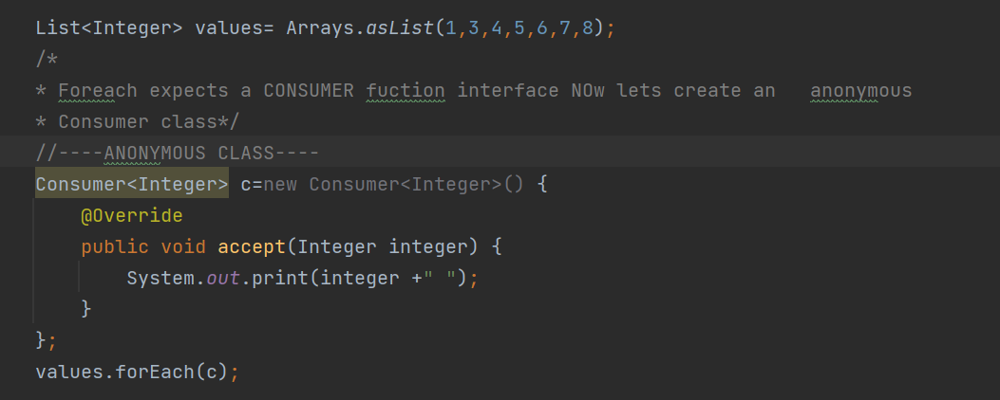 List<Integer> values= Arrays.asList(1,3,4,5,6,7,8);
/*
* Foreach expects a CONSUMER fuction interface NOw lets create an   anonymous
* Consumer class*/
//----ANONYMOUS CLASS----
Consumer<Integer> c=new Consumer<Integer>() {
    @Override
    public void accept(Integer integer) {
        System.out.print(integer +" ");
    }
};
values.forEach(c);